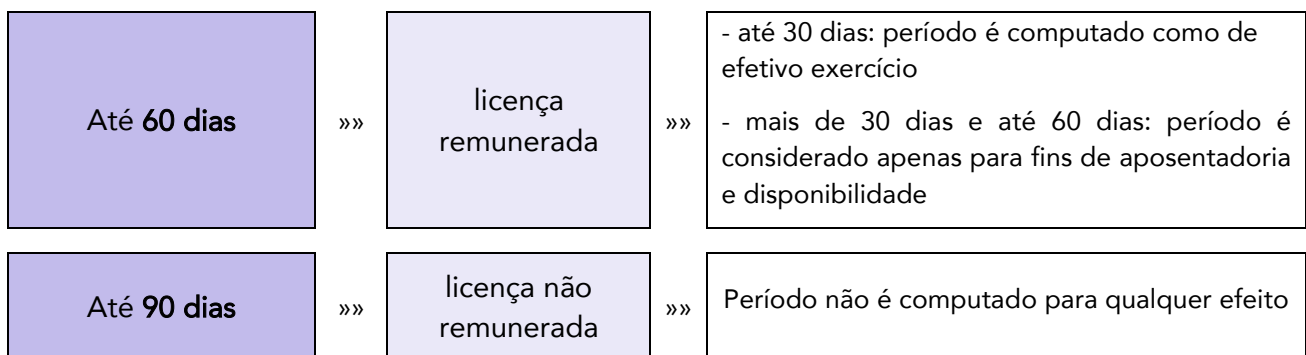 Até 60 dias
»»
licença
remunerada
»»
- até 30 dias: período é computado como de
efetivo exercício
- mais de 30 dias e até 60 dias: período é
considerado apenas para fins de aposentadoria
e disponibilidade
Até 90 dias
»»
licença não
remunerada
»»
Período não é computado para qualquer efeito